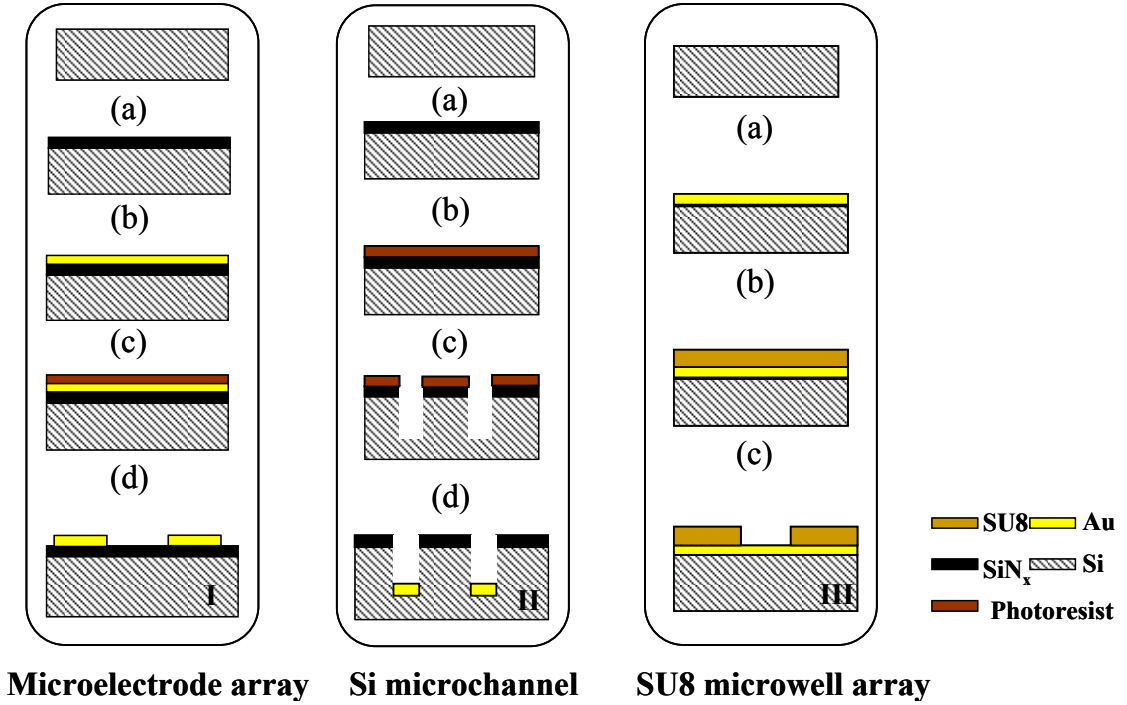 (a)
(b)
(c)
(d)
I
Microelectrode array
(a)
(b)
(c)
(d)
II
Si microchannel
(a)
(b)
(c)
III
SU8 microwell array
SU8 Au
SiNx Si
Photoresist